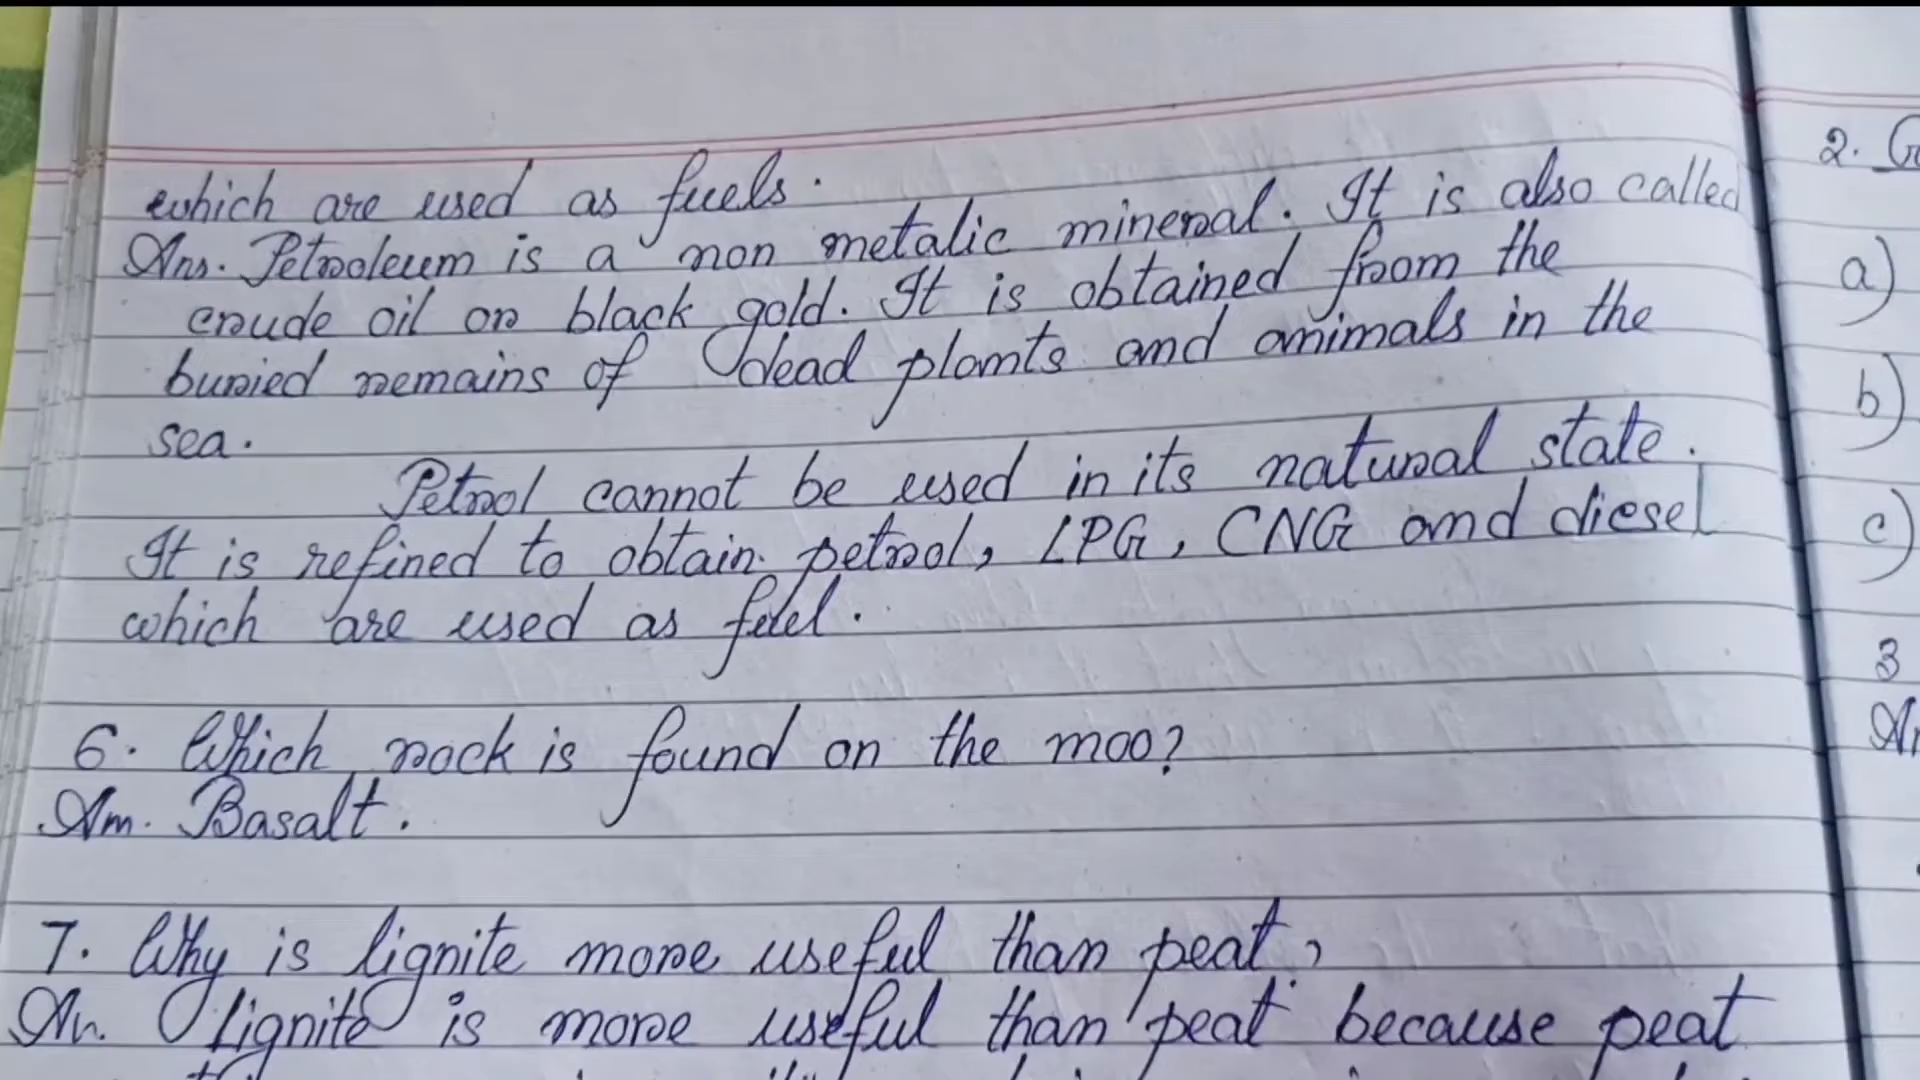 which are used as fuels.
Ans. Petroleum is a non metalic mineral. It is also called
crude oil or black gold. It is obtained from the
buried remains of dead plants and animals in the
sea.
Petrol cannot be used in its natural state.
It is refined to obtain petrol, LPG, CNG and diesel
which are used as fuel.
6. Which rock is found on the moo?
An. Basalt.
7. Why is lignite more useful than peat?
An. Lignite is more useful than peat because peat
2.
a)
b)
c)
3